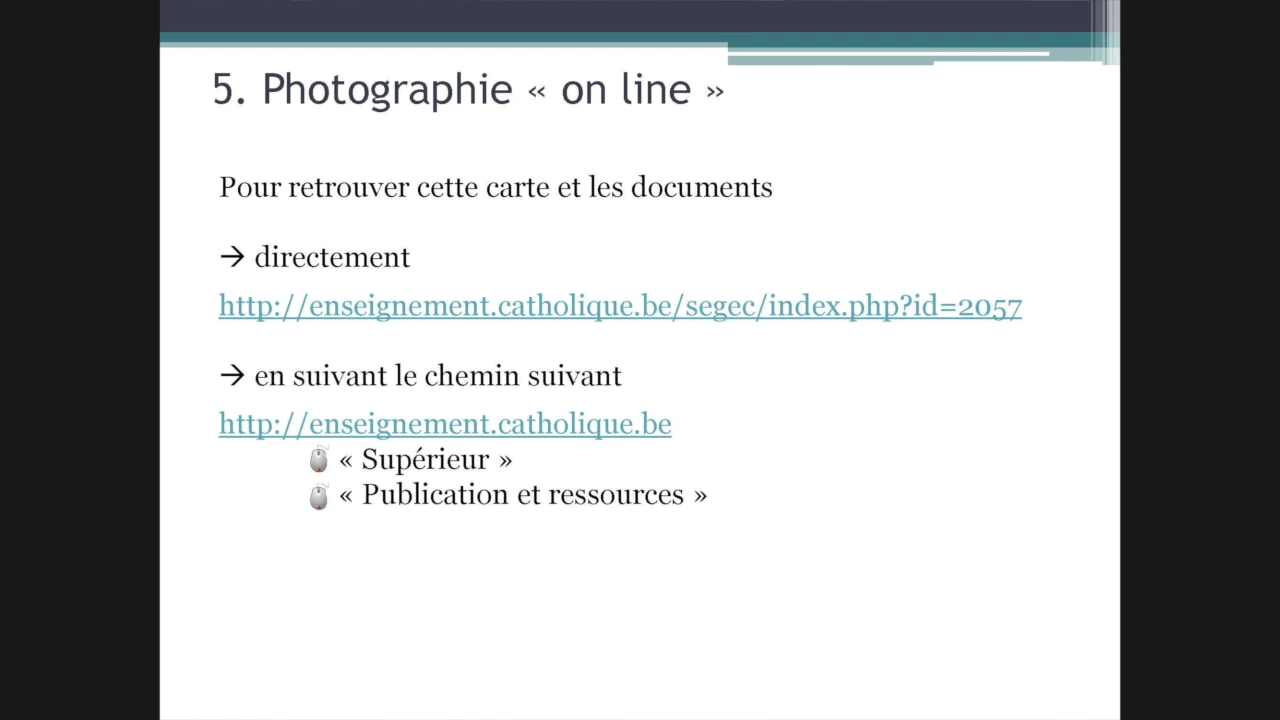 5. Photographie « on line »
Pour retrouver cette carte et les documents
→ directement
http://enseignement.catholique.be/segec/index.php?id=2057
→ en suivant le chemin suivant
http://enseignement.catholique.be
« Supérieur »
« Publication et ressources »